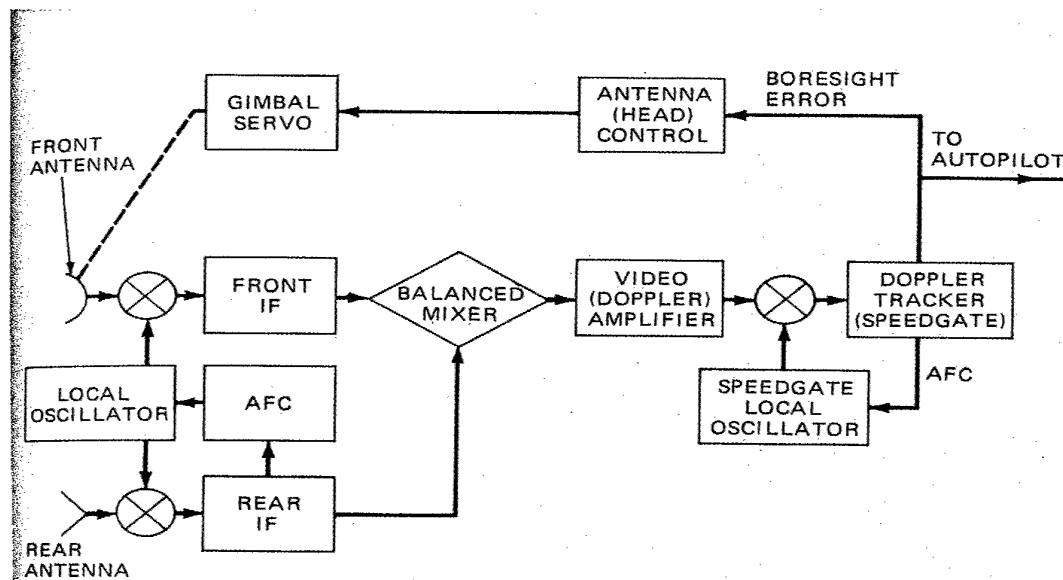 GIMBAL
SERVO
ANTENNA
(HEAD)
CONTROL
BORESIGHT
ERROR
TO
AUTOPILOT
FRONT
ANTENNA
FRONT
IF
BALANCED
MIXER
VIDEO
(DOPPLER)
AMPLIFIER
DOPPLER
TRACKER
(SPEEDGATE)
LOCAL
OSCILLATOR
AFC
SPEEDGATE
LOCAL
OSCILLATOR
AFC
REAR
IF
REAR
ANTENNA